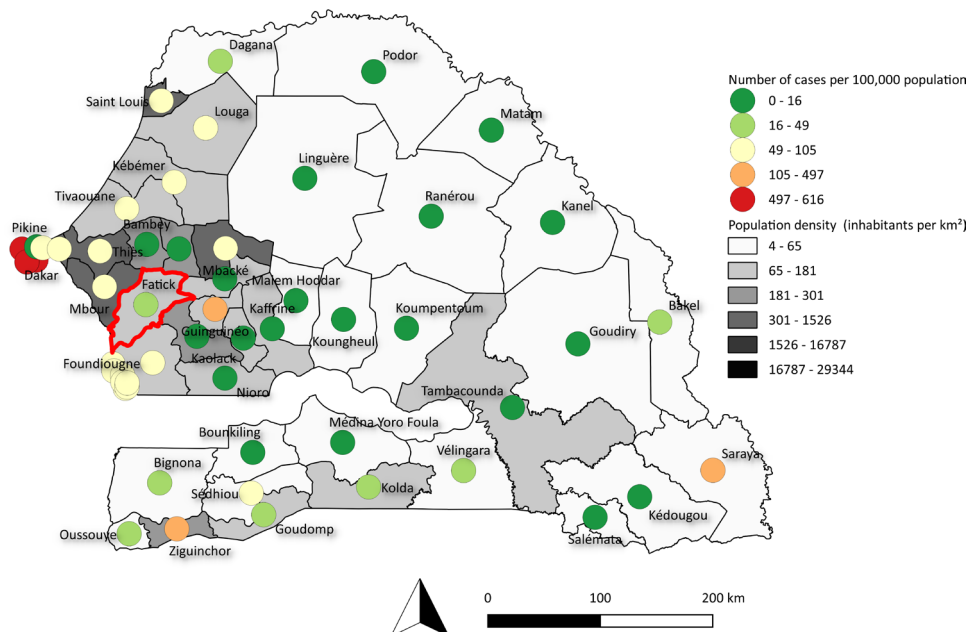 Dagana
Podor
Saint Louis
Louga
Matam
Kébémer
Linguère
Tivaouane
Ranérou
Kanel
Pikine
Bambey
Thiès
Dakar
Mbacké
Fatick
Malem Hoddar
Mbour
Kaffrine
Koumpentoum
Bakel
Guinguinéo
Goudiry
Koungheul
Foundiougne
Kaolack
Nioro
Tambacounda
Bounkiling
Médina Yoro Foula
Vélingara
Saraya
Bignona
Sédhiou
Kolda
Kédougou
Oussouye
Goudomp
Salémata
Ziguinchor
Number of cases per 100,000 population
0 - 16
16 - 49
49 - 105
105 - 497
497 - 616
Population density (inhabitants per km²)
4 - 65
65 - 181
181 - 301
301 - 1526
1526 - 16787
16787 - 29344
0 100 200 km